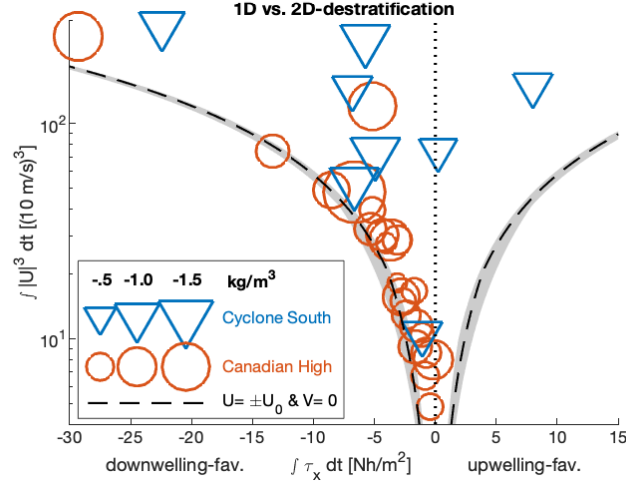 1D vs. 2D-destratification
∫ |U|³ dt [(10 m/s)³]
10²
10¹
-.5 -1.0 -1.5 kg/m³
Cyclone South
Canadian High
U= ±U₀ & V= 0
-30 -25 -20 -15 -10 -5 0 5 10 15
downwelling-fav. ∫ τₓ dt [Nh/m²] upwelling-fav.